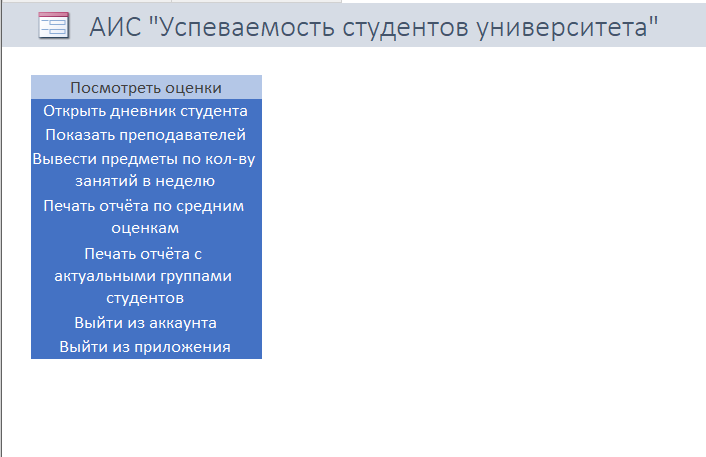 АИС "Успеваемость студентов университета"
Посмотреть оценки
Открыть дневник студента
Показать преподавателей
Вывести предметы по кол-ву
занятий в неделю
Печать отчёта по средним
оценкам
Печать отчёта с
актуальными группами
студентов
Выйти из аккаунта
Выйти из приложения